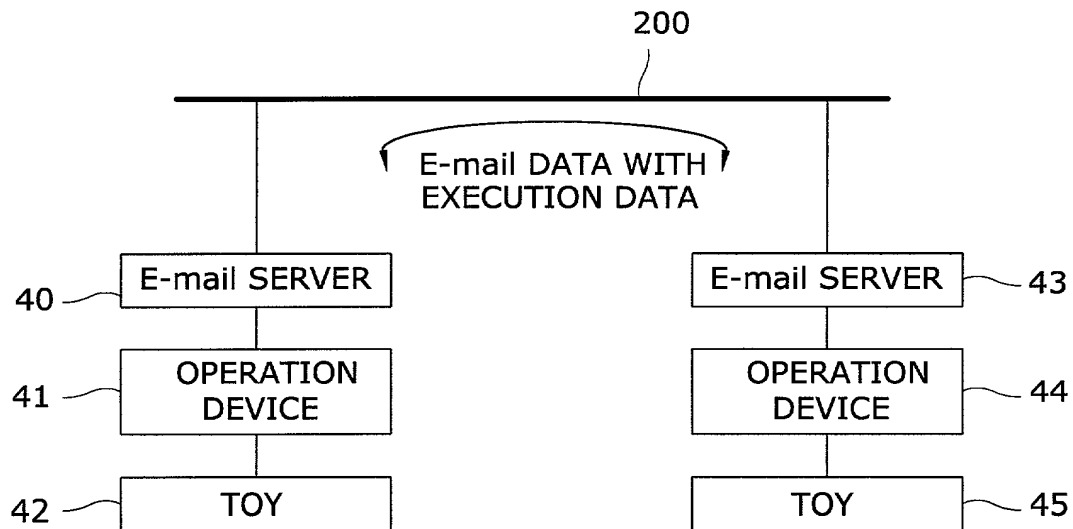 200
E-mail DATA WITH
EXECUTION DATA
E-mail SERVER
40
E-mail SERVER
43
OPERATION
DEVICE
41
OPERATION
DEVICE
44
TOY
42
TOY
45